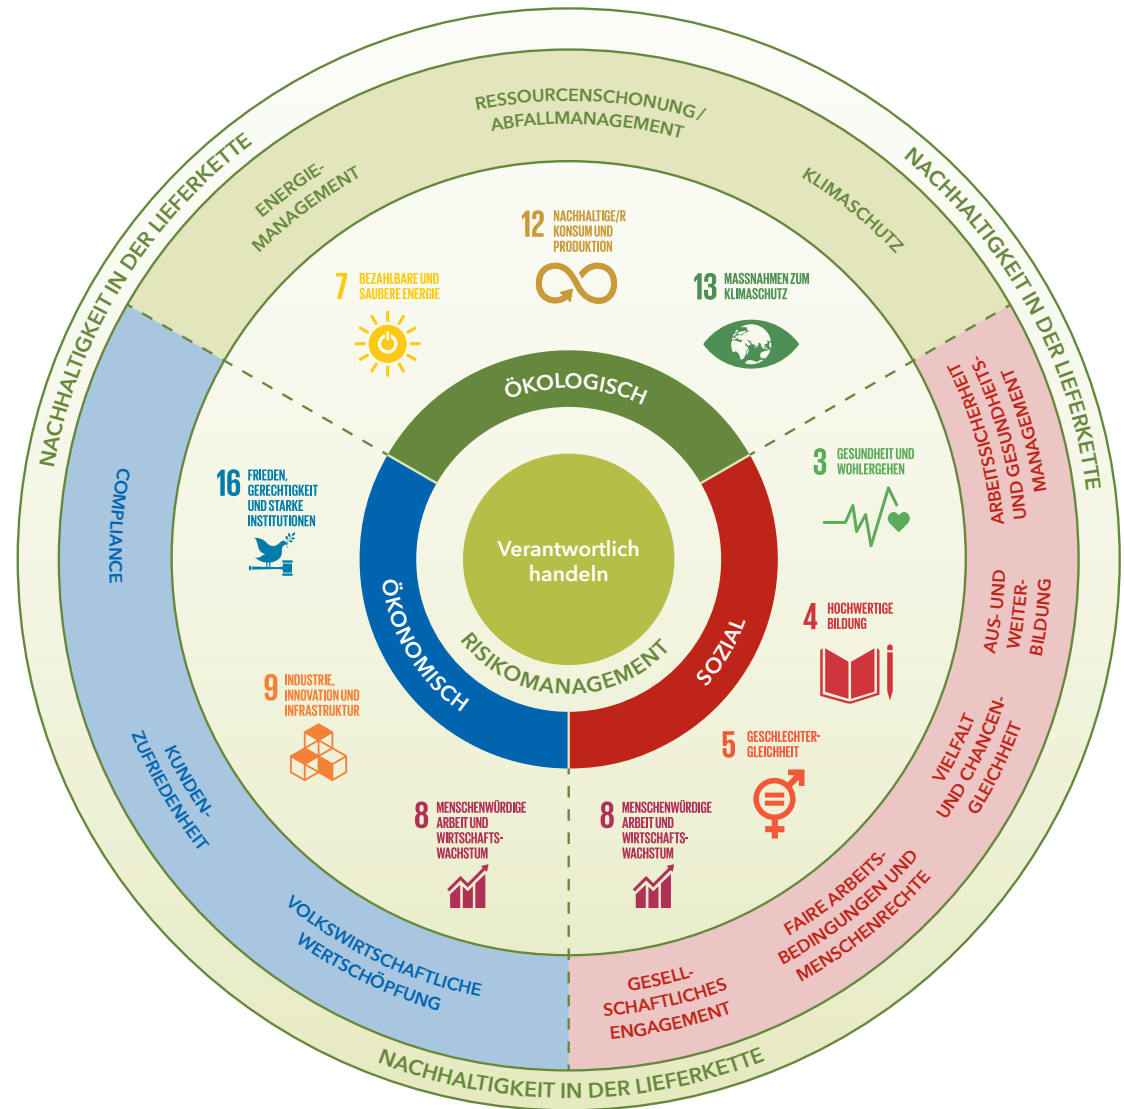 NACHHALTIGKEIT IN DER LIEFERKETTE
NACHHALTIGKEIT IN DER LIEFERKETTE
NACHHALTIGKEIT IN DER LIEFERKETTE
RESSOURCENSCHONUNG/
ABFALLMANAGEMENT
ENERGIE-
MANAGEMENT
KLIMASCHUTZ
12 NACHHALTIGE/R
KONSUM UND
PRODUKTION
7 BEZAHLBARE UND
SAUBERE ENERGIE
13 MASSNAHMEN ZUM
KLIMASCHUTZ
ÖKOLOGISCH
ARBEITSSICHERHEIT
UND GESUNDHEITS-
MANAGEMENT
3 GESUNDHEIT UND
WOHLERGEHEN
AUS- UND
WEITER-
BILDUNG
4 HOCHWERTIGE
BILDUNG
VIELFALT
UND CHANCEN-
GLEICHHEIT
5 GESCHLECHTER-
GLEICHHEIT
FAIRE ARBEITS-
BEDINGUNGEN UND
MENSCHENRECHTE
8 MENSCHENWÜRDIGE
ARBEIT UND
WIRTSCHAFTS-
WACHSTUM
GESELL-
SCHAFTLICHES
ENGAGEMENT
SOZIAL
Verantwortlich
handeln
RISIKOMANAGEMENT
ÖKONOMISCH
COMPLIANCE
16 FRIEDEN,
GERECHTIGKEIT
UND STARKE
INSTITUTIONEN
KUNDEN-
ZUFRIEDENHEIT
9 INDUSTRIE,
INNOVATION UND
INFRASTRUKTUR
8 MENSCHENWÜRDIGE
ARBEIT UND
WIRTSCHAFTS-
WACHSTUM
VOLKSWIRTSCHAFTLICHE
WERTSCHÖPFUNG